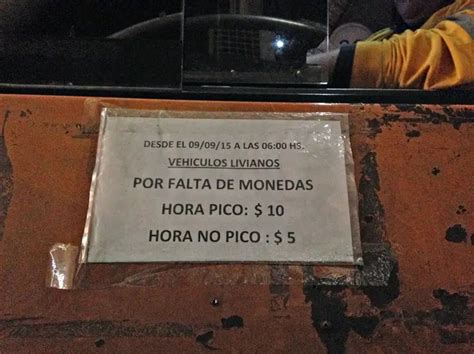 DESDE EL 09/09/15 A LAS 06:00 HS.
VEHICULOS LIVIANOS
POR FALTA DE MONEDAS
HORA PICO: $ 10
HORA NO PICO : $ 5